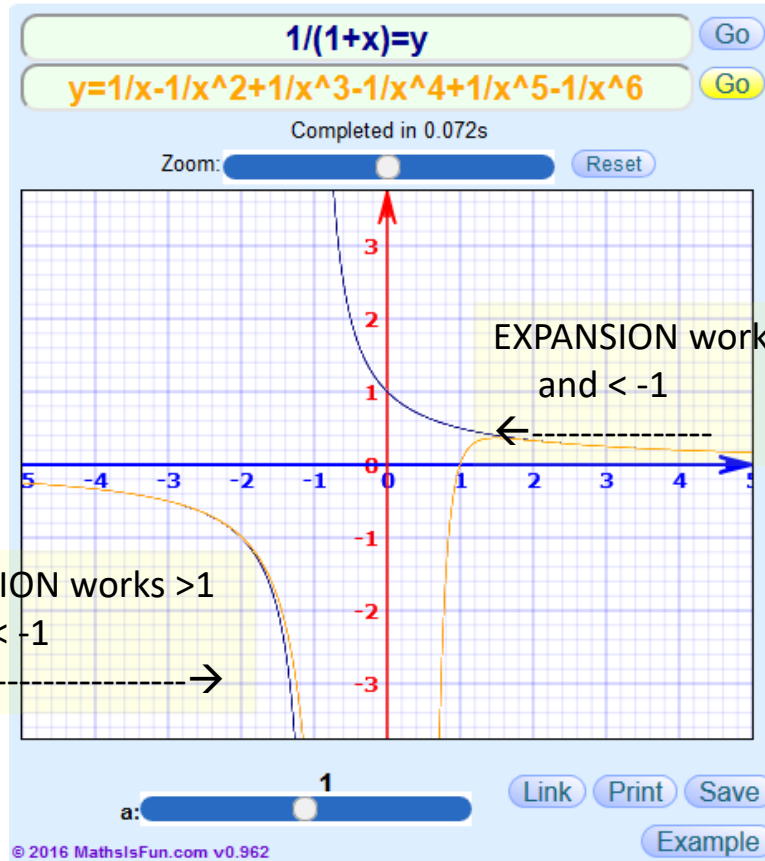 1/(1+x)=y Go
y=1/x-1/x^2+1/x^3-1/x^4+1/x^5-1/x^6 Go
Completed in 0.072s
Zoom: Reset
3
2
EXPANSION work
and < -1
1
←-------------
0
5 -4 -3 -2 -1 0 1 2 3 4 5
-1
ION works >1
< -1
-2
-------------→
-3
1
a:
Link Print Save
Example
© 2016 MathsIsFun.com v0.962